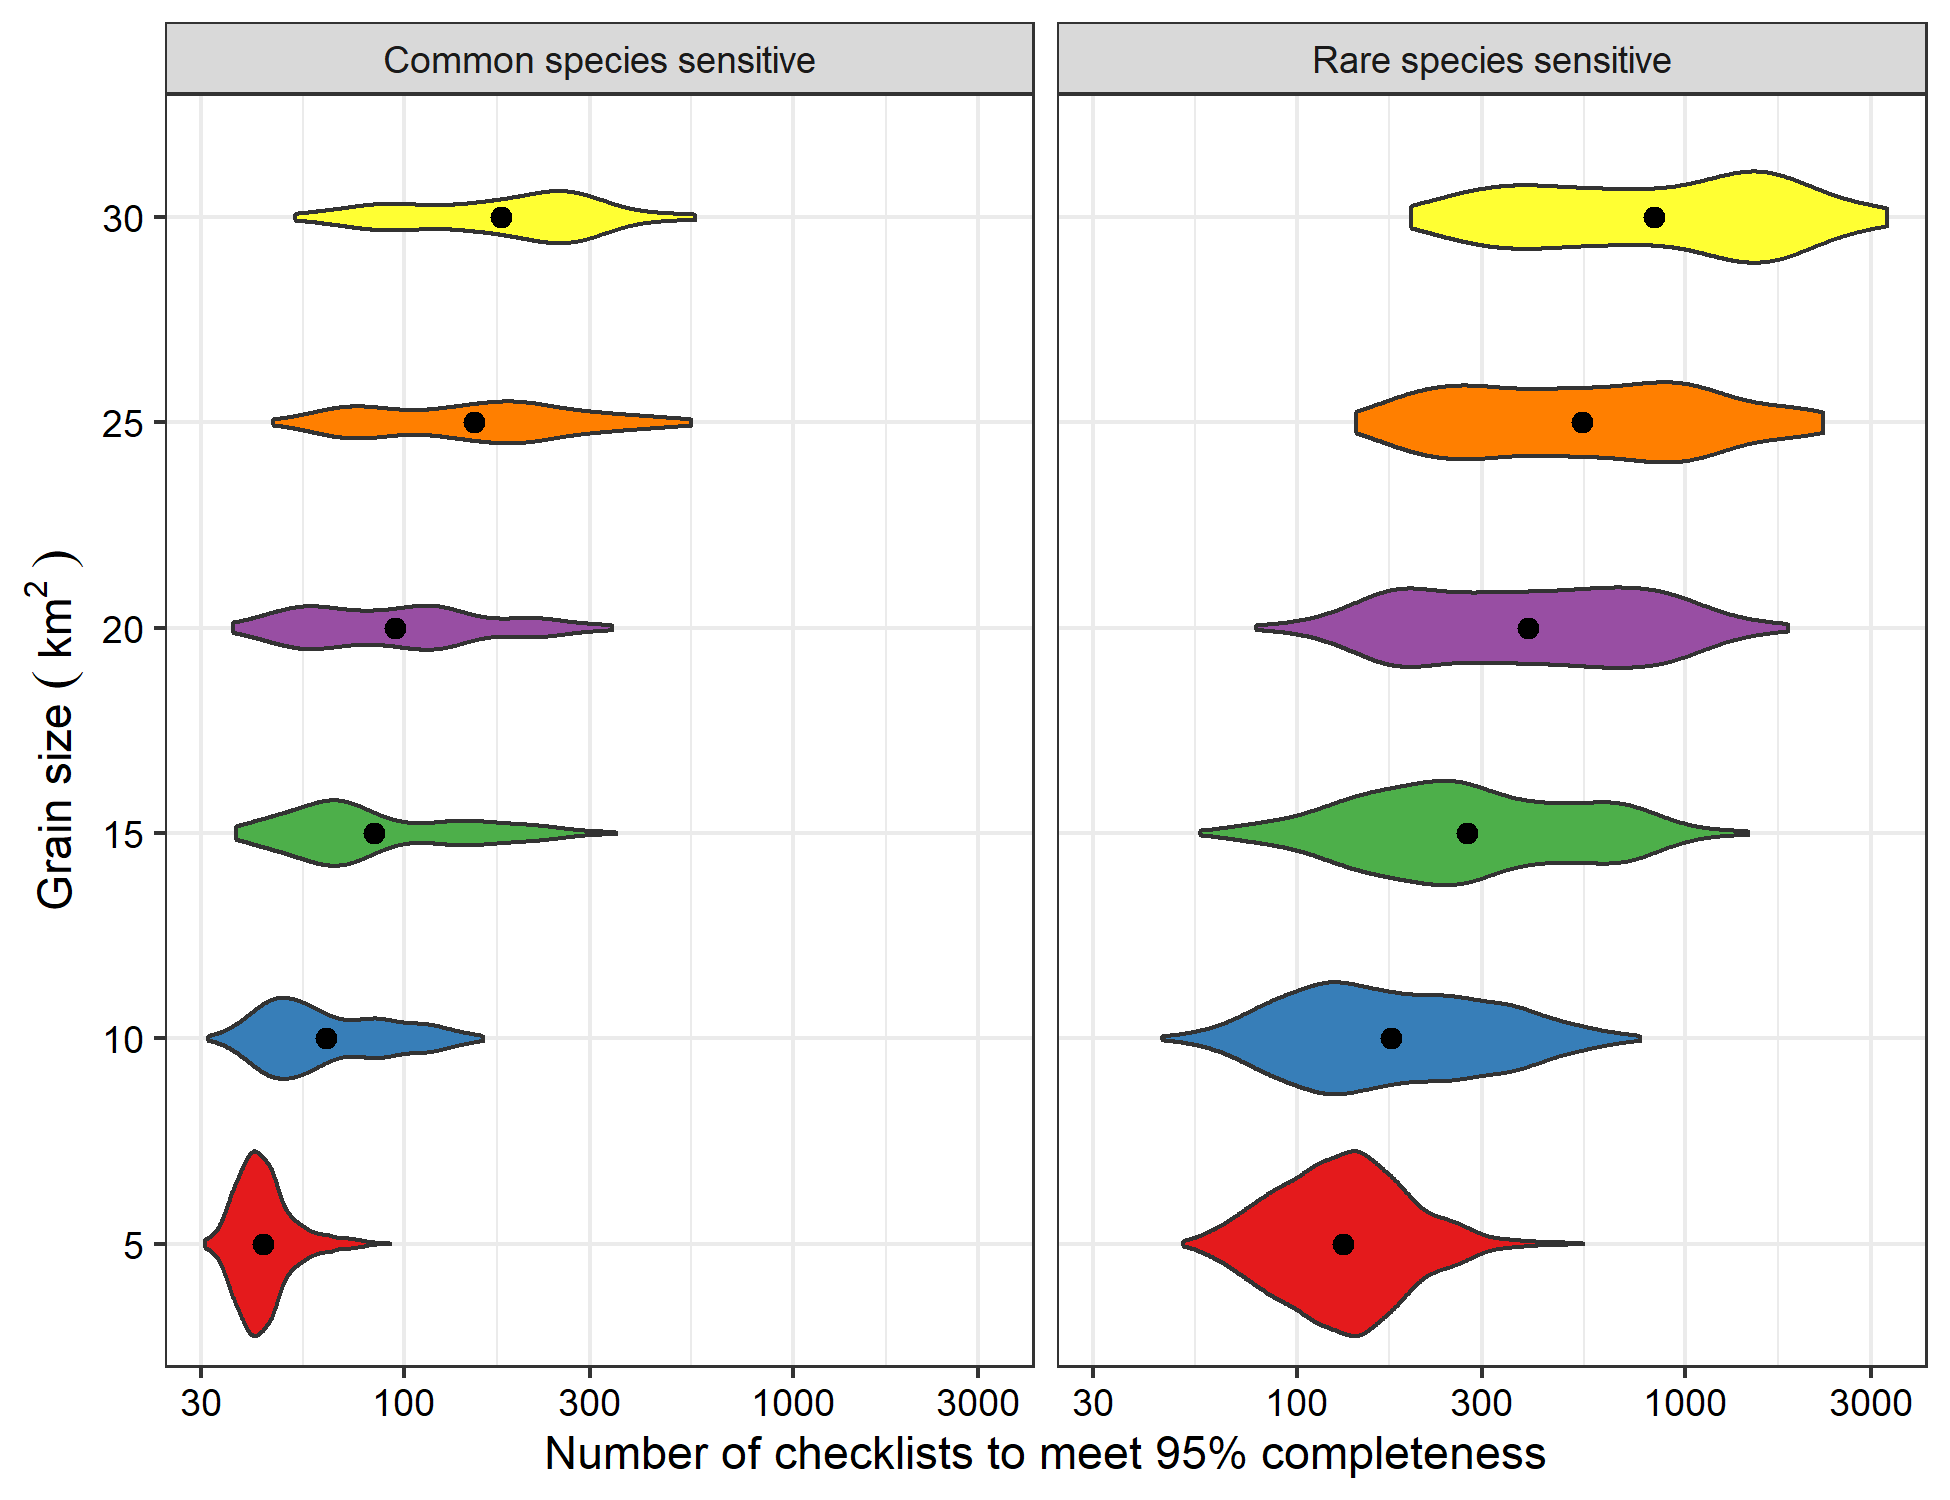 Common species sensitive
Rare species sensitive
30
25
20
15
10
5
Grain size ( km² )
30 100 300 1000 3000
30 100 300 1000 3000
Number of checklists to meet 95% completeness